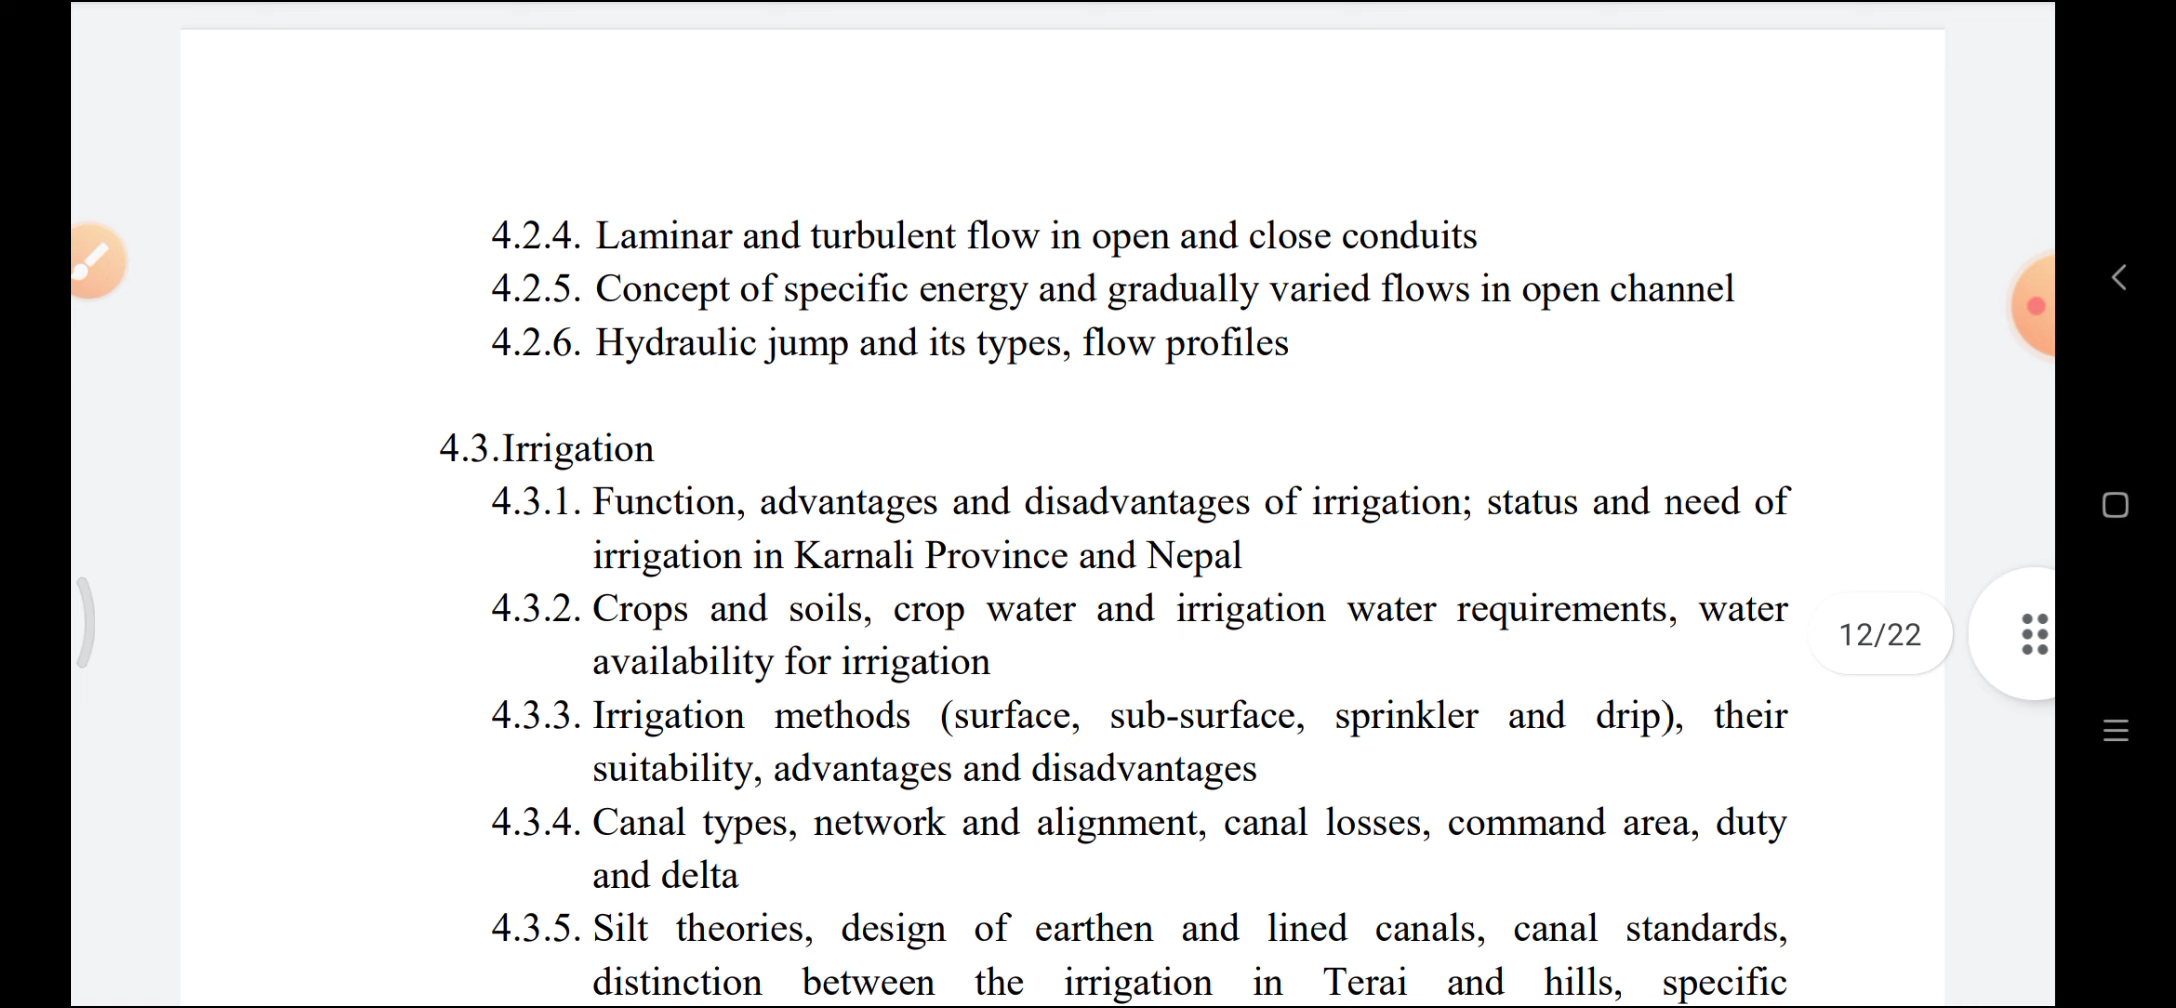 4.2.4. Laminar and turbulent flow in open and close conduits
4.2.5. Concept of specific energy and gradually varied flows in open channel
4.2.6. Hydraulic jump and its types, flow profiles
4.3.Irrigation
4.3.1. Function, advantages and disadvantages of irrigation; status and need of
irrigation in Karnali Province and Nepal
4.3.2. Crops and soils, crop water and irrigation water requirements, water
availability for irrigation
12/22
4.3.3. Irrigation methods (surface, sub-surface, sprinkler and drip), their
suitability, advantages and disadvantages
4.3.4. Canal types, network and alignment, canal losses, command area, duty
and delta
4.3.5. Silt theories, design of earthen and lined canals, canal standards,
distinction between the irrigation in Terai and hills, specific